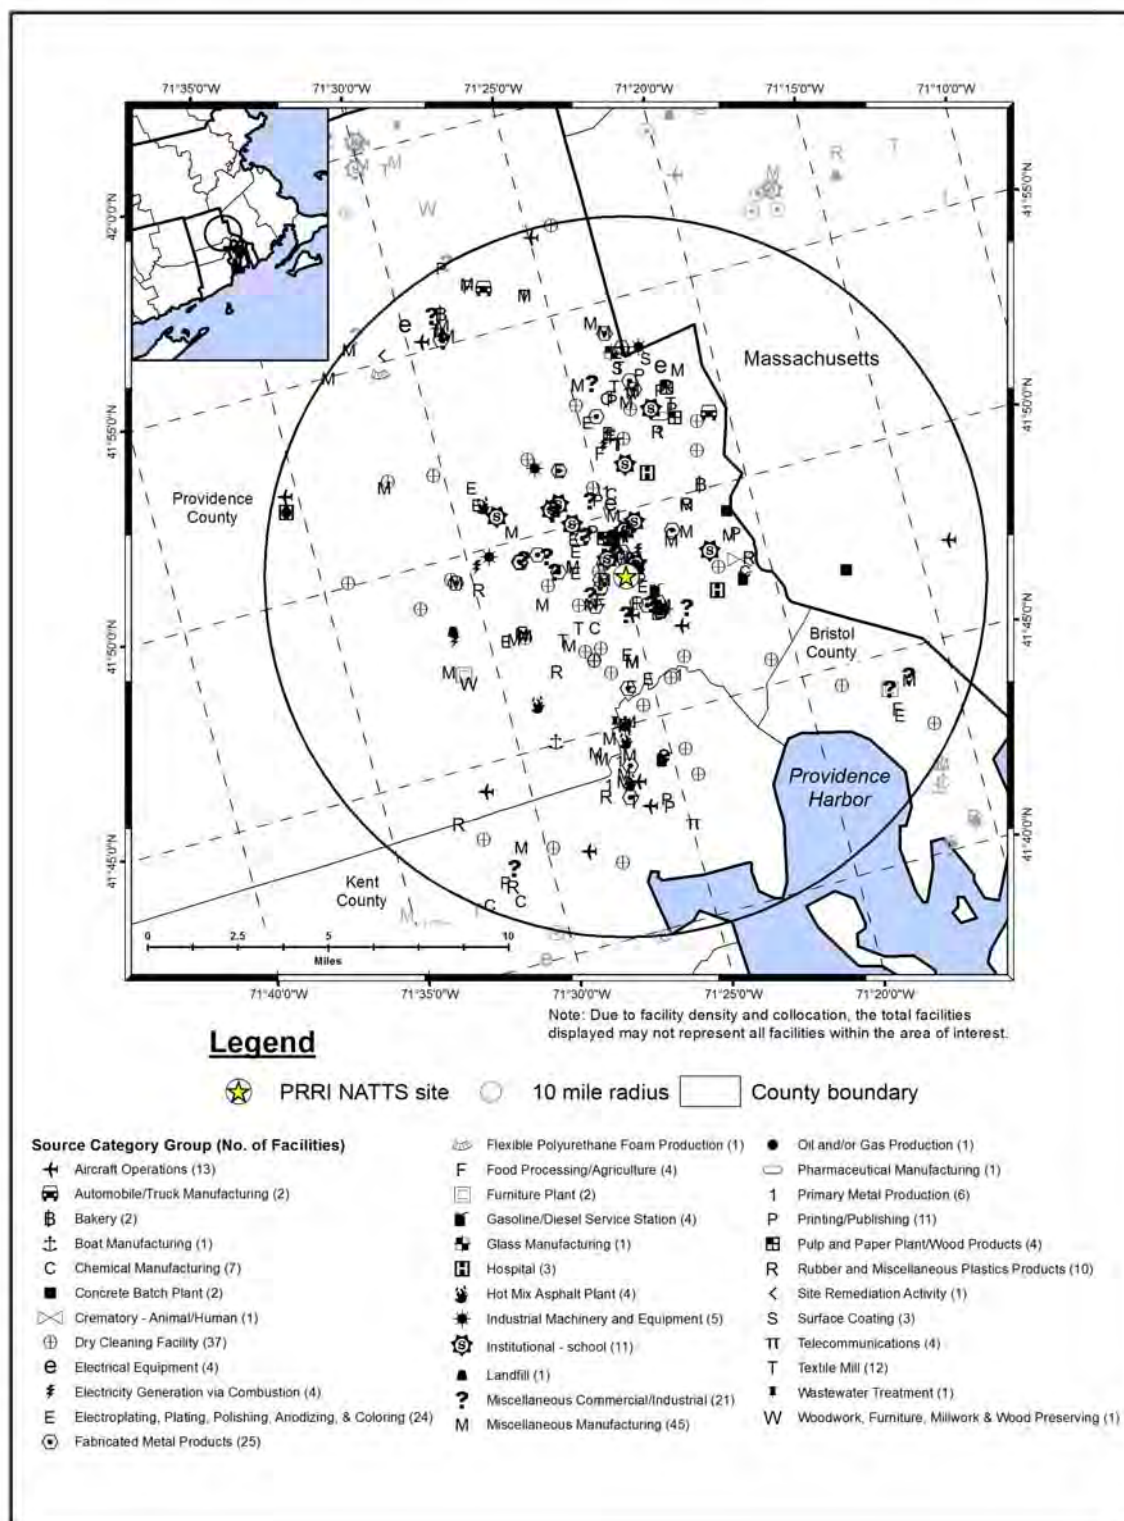 71°35'0"W 71°30'0"W 71°25'0"W 71°20'0"W 71°15'0"W 71°10'0"W
42°0'0"N
41°55'0"N
41°50'0"N
41°45'0"N
41°55'0"N
41°50'0"N
41°45'0"N
41°40'0"N
Massachusetts
Providence
County
Bristol
County
Providence
Harbor
Kent
County
0 2.5 5 10
Miles
71°40'0"W 71°35'0"W 71°30'0"W 71°25'0"W 71°20'0"W
Note: Due to facility density and collocation, the total facilities
displayed may not represent all facilities within the area of interest.
Legend
PRRI NATTS site 10 mile radius County boundary
Source Category Group (No. of Facilities)
Aircraft Operations (13)
Automobile/Truck Manufacturing (2)
Bakery (2)
Boat Manufacturing (1)
C Chemical Manufacturing (7)
Concrete Batch Plant (2)
Crematory - Animal/Human (1)
Dry Cleaning Facility (37)
e Electrical Equipment (4)
Electricity Generation via Combustion (4)
E Electroplating, Plating, Polishing, Anodizing, & Coloring (24)
Fabricated Metal Products (25)
Flexible Polyurethane Foam Production (1)
F Food Processing/Agriculture (4)
Furniture Plant (2)
Gasoline/Diesel Service Station (4)
Glass Manufacturing (1)
H Hospital (3)
Hot Mix Asphalt Plant (4)
Industrial Machinery and Equipment (5)
S Institutional - school (11)
Landfill (1)
? Miscellaneous Commercial/Industrial (21)
M Miscellaneous Manufacturing (45)
Oil and/or Gas Production (1)
Pharmaceutical Manufacturing (1)
1 Primary Metal Production (6)
P Printing/Publishing (11)
Pulp and Paper Plant/Wood Products (4)
R Rubber and Miscellaneous Plastics Products (10)
< Site Remediation Activity (1)
S Surface Coating (3)
π Telecommunications (4)
T Textile Mill (12)
Wastewater Treatment (1)
W Woodwork, Furniture, Millwork & Wood Preserving (1)